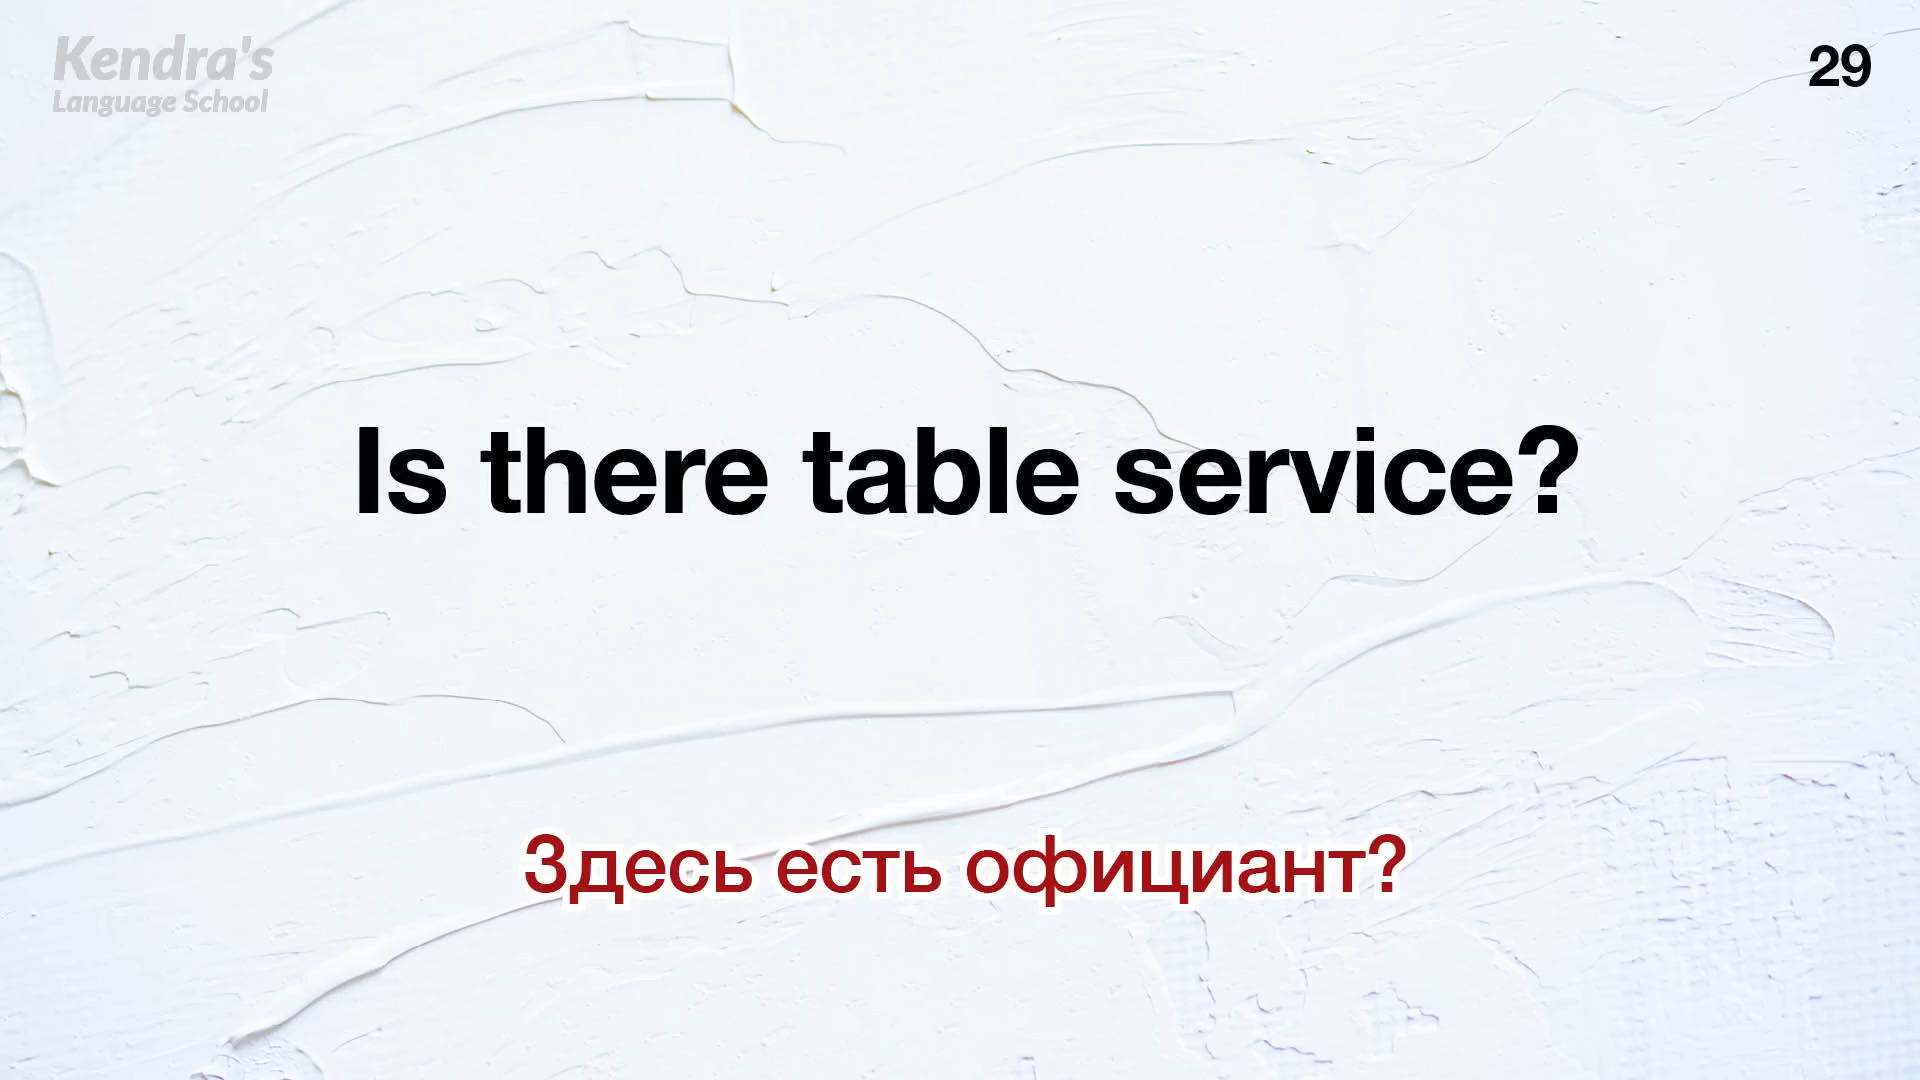 Kendra's
Language School
29
Is there table service?
Здесь есть официант?